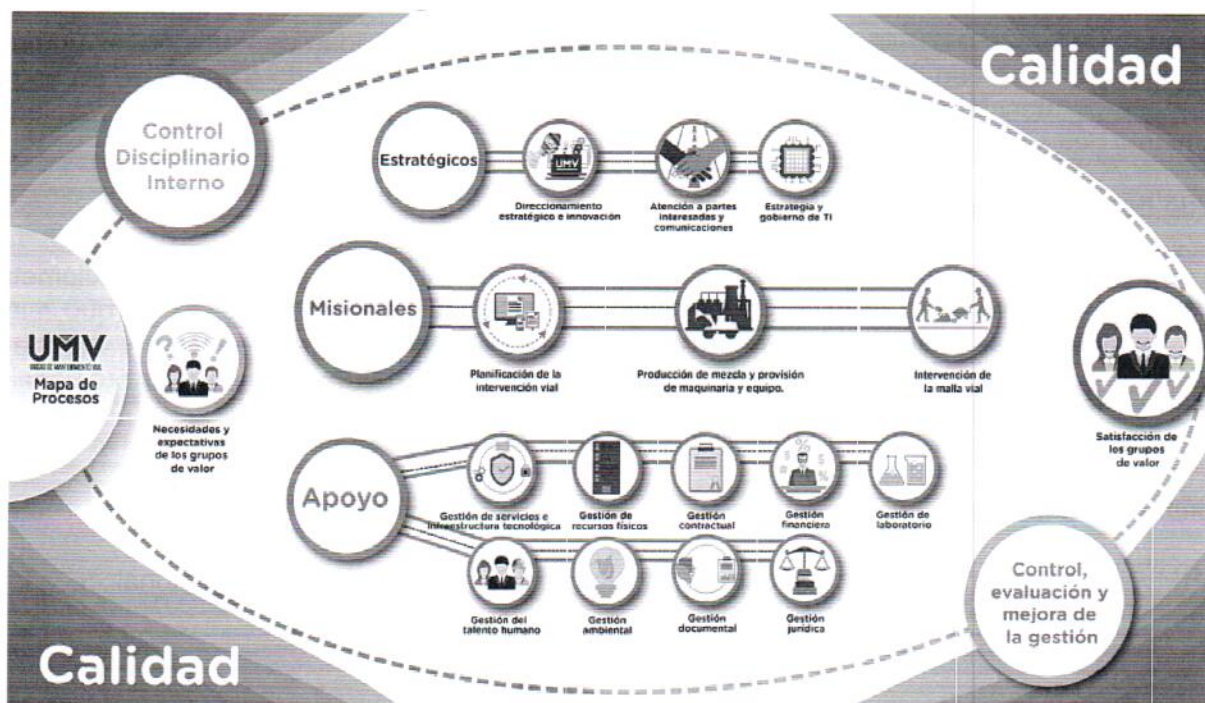 Calidad
Control
Disciplinario
Interno
Estratégicos
UMV
Direccionamiento
estratégico e innovación
Atención a partes
interesadas y
comunicaciones
Estrategia y
gobierno de TI
Misionales
Planificación de la
intervención vial
Producción de mezcla y provisión
de maquinaria y equipo.
Intervención de
la malla vial
UMV
UNIDAD DE MANTENIMIENTO VIAL
Mapa de
Procesos
Necesidades y
expectativas
de los grupos
de valor
Satisfacción de
los grupos
de valor
Apoyo
Gestión de servicios e
infraestructura tecnológica
Gestión de
recursos físicos
Gestión
contractual
Gestión
financiera
Gestión de
laboratorio
Gestión del
talento humano
Gestión
ambiental
Gestión
documental
Gestión
jurídica
Control,
evaluación y
mejora de
la gestión
Calidad